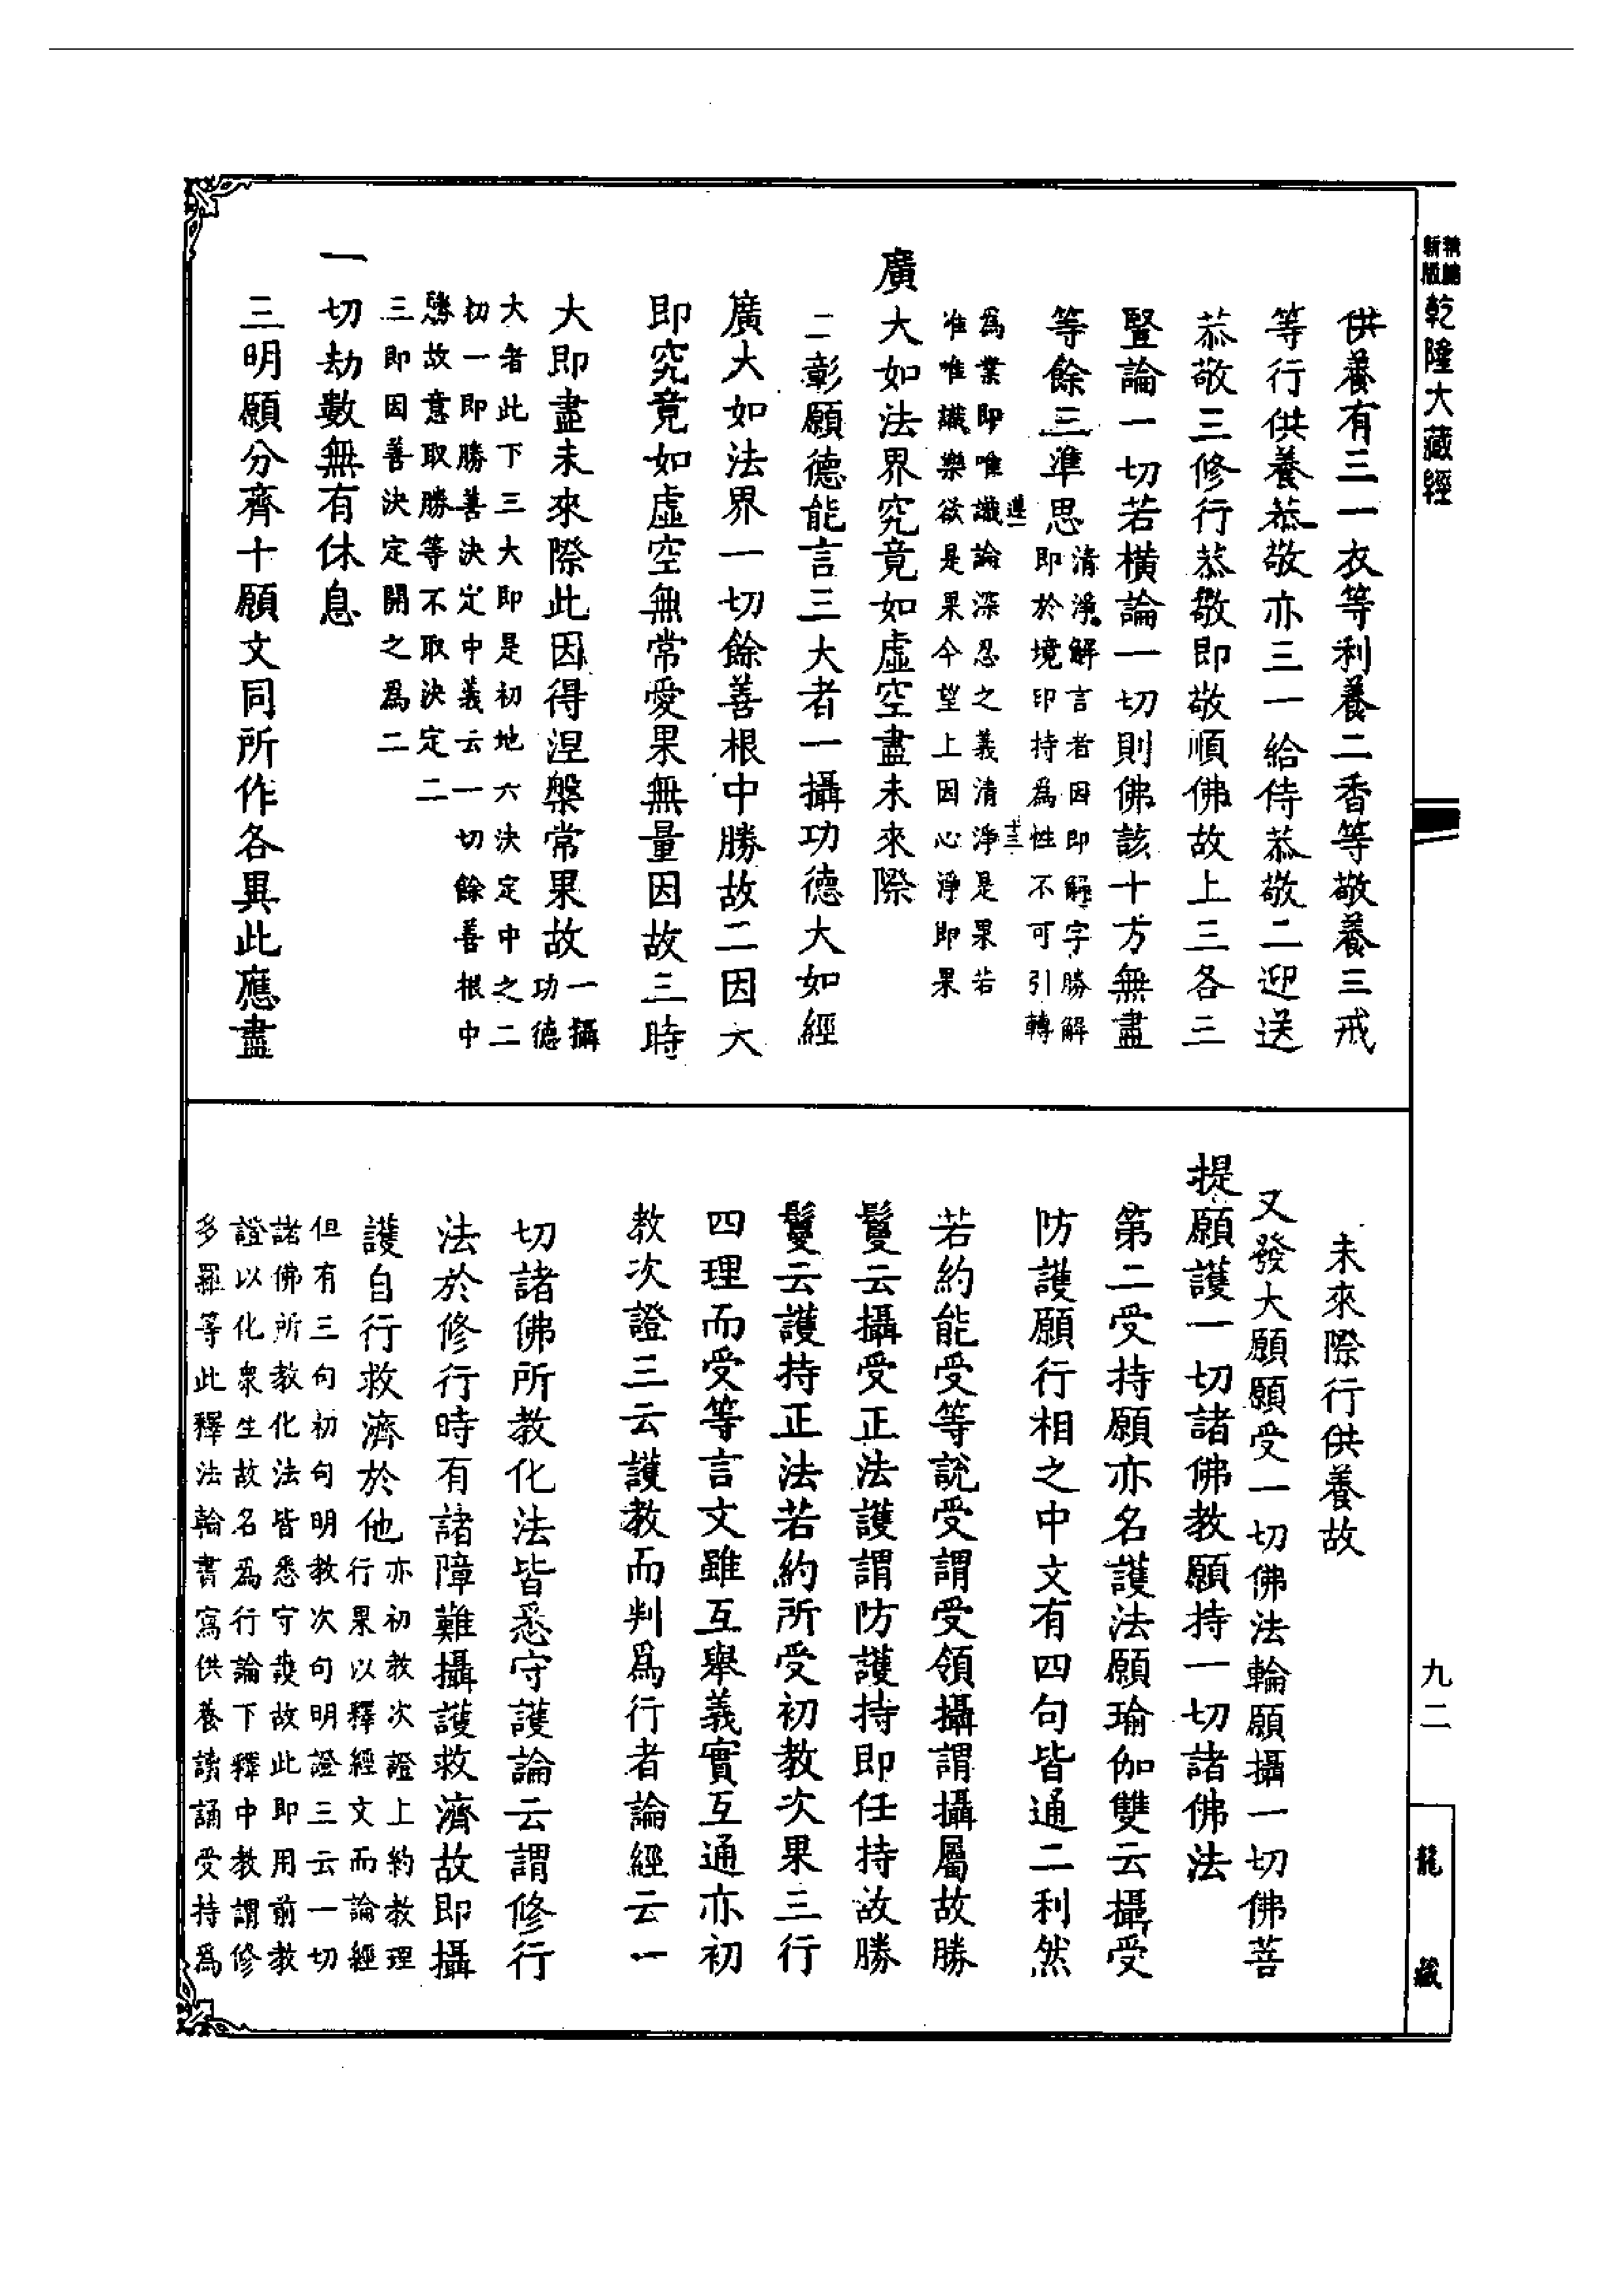 精編
新版
乾隆大藏經
供養有三一衣等利養二香等敬養三戒
等行供養恭敬亦三一給侍恭敬二迎送
恭敬三修行恭敬即敬順佛故上三各三
豎論一切若橫論一切則佛該十方無盡
等餘三準思
清淨解言者因即解字勝解
即於境印持為性不可引轉
為業即唯識論深忍之義清淨是果若
准唯識樂欲是果今望上因心淨即果
廣大如法界究竟如虛空盡未來際
二彰願德能言三大者一攝功德大如經
廣大如法界一切餘善根中勝故二因大
即究竟如虛空無常愛果無量因故三時
大即盡未來際此因得涅槃常果故
一攝
功德
大者此下三大即是初地六決定中之二
初一即勝善決定中義云一切餘善根中
勝故意取勝等不取決定二
三即因善決定開之為二
一切劫數無有休息
三明願分齊十願文同所作各異此應盡
未來際行供養故
又發大願願受一切佛法輪願攝一切佛菩
提願護一切諸佛教願持一切諸佛法
第二受持願亦名護法願瑜伽雙云攝受
防護願行相之中文有四句皆通二利然
若約能受等說受謂受領攝謂攝屬故勝
鬘云攝受正法護謂防護持即任持故勝
鬘云護持正法若約所受初教次果三行
四理而受等言文雖互舉義實互通亦初
教次證三云護教而判為行者論經云一
切諸佛所教化法皆悉守護論云謂修行
法於修行時有諸障難攝護救濟故即攝
護自行救濟於他
亦初教次證上約教理
行果以釋經文而論經
但有三句初句明教次句明證三云一切
諸佛所教化法皆悉守護故此即用前教
證以化眾生故名為行論下釋中教謂修
多羅等此釋法輪書寫供養讀誦受持為
九二
龍藏